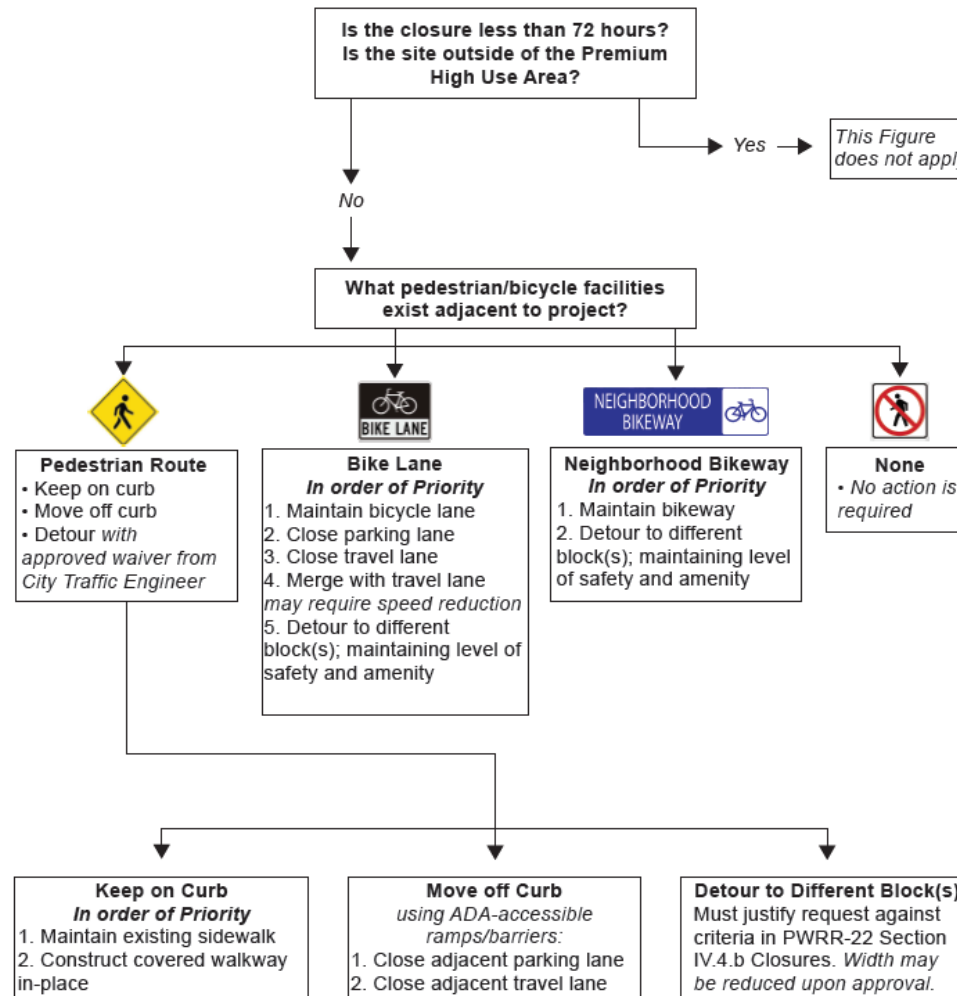 Is the closure less than 72 hours?
Is the site outside of the Premium
High Use Area?
Yes
This Figure
does not apply
No
What pedestrian/bicycle facilities
exist adjacent to project?
BIKE LANE
NEIGHBORHOOD
BIKEWAY
Pedestrian Route
• Keep on curb
• Move off curb
• Detour with
approved waiver from
City Traffic Engineer
Bike Lane
In order of Priority
1. Maintain bicycle lane
2. Close parking lane
3. Close travel lane
4. Merge with travel lane
may require speed reduction
5. Detour to different
block(s); maintaining level of
safety and amenity
Neighborhood Bikeway
In order of Priority
1. Maintain bikeway
2. Detour to different
block(s); maintaining level
of safety and amenity
None
• No action is
required
Keep on Curb
In order of Priority
1. Maintain existing sidewalk
2. Construct covered walkway
in-place
Move off Curb
using ADA-accessible
ramps/barriers:
1. Close adjacent parking lane
2. Close adjacent travel lane
Detour to Different Block(s)
Must justify request against
criteria in PWRR-22 Section
IV.4.b Closures. Width may
be reduced upon approval.